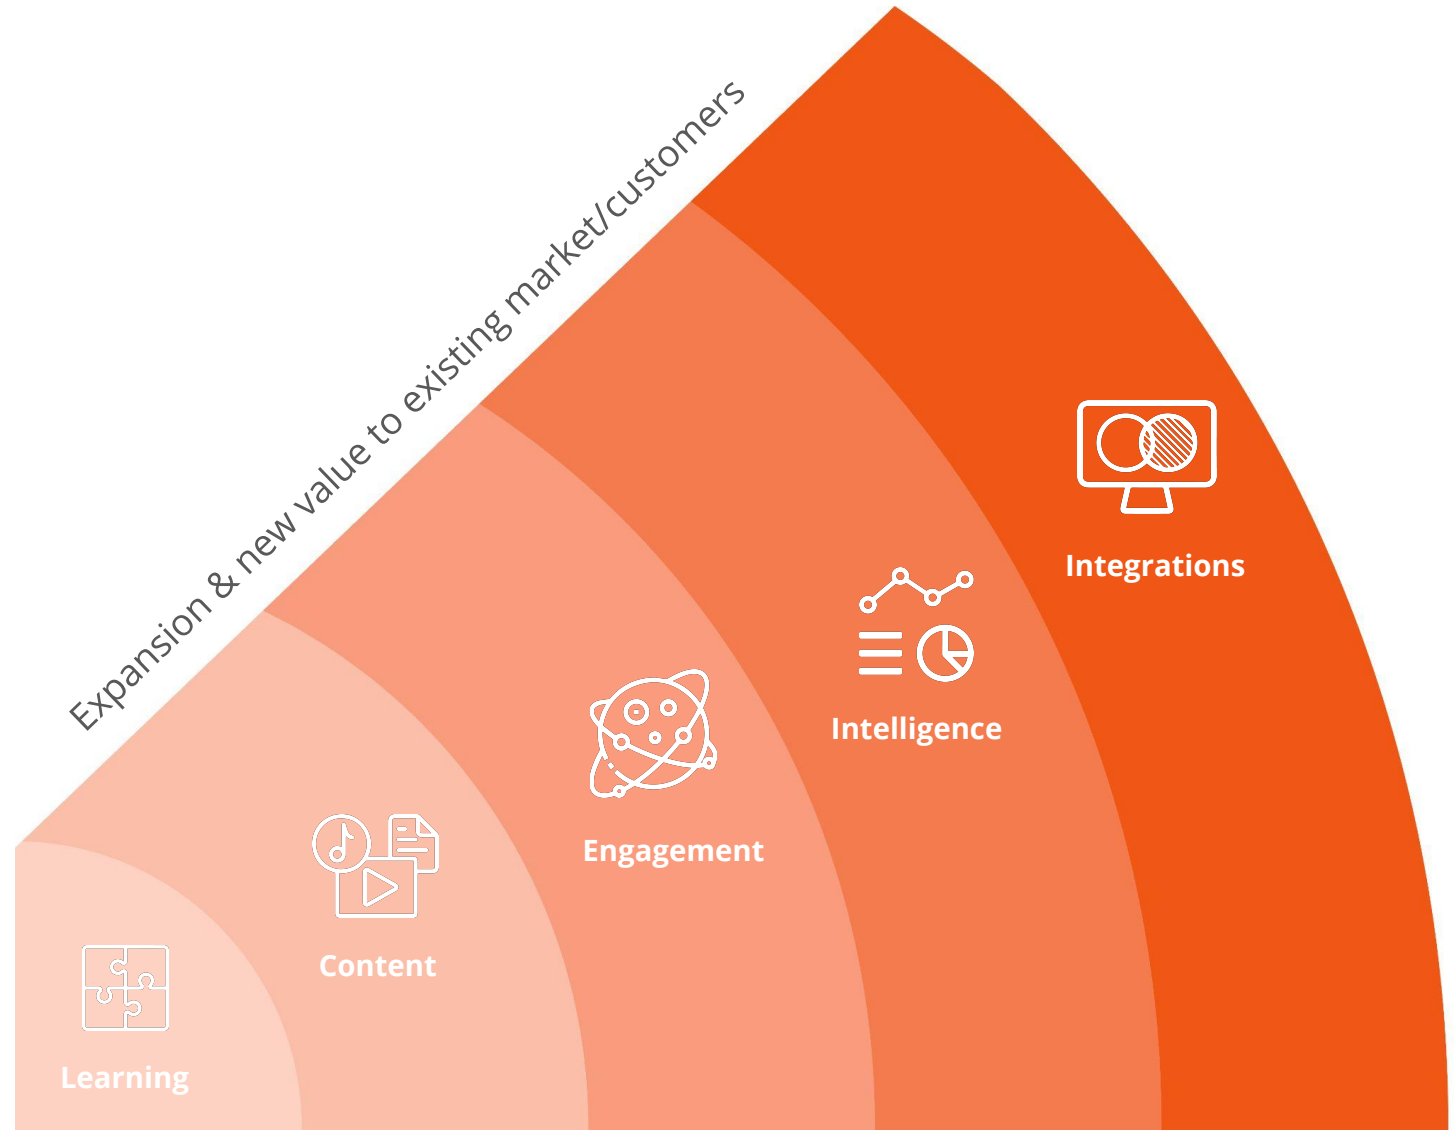 Expansion & new value to existing market/customers
Integrations
Intelligence
Engagement
Content
Learning